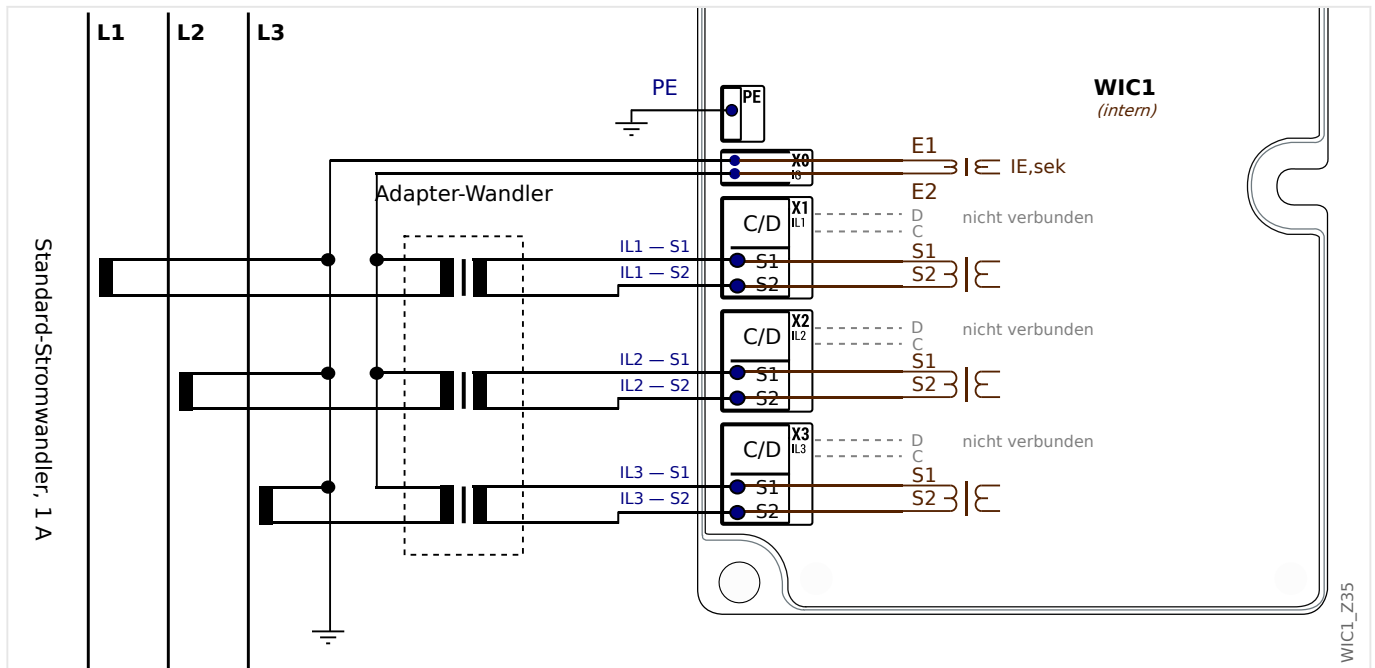 L1
L2
L3
PE
PE
WIC1
(intern)
E1
X8
IE,sek
Adapter-Wandler
E2
C/D
X1
IL1
D
nicht verbunden
C
IL1 — S1
S1
S1
IL1 — S2
S2
S2
C/D
X2
IL2
D
nicht verbunden
C
IL2 — S1
S1
S1
IL2 — S2
S2
S2
C/D
X3
IL3
D
nicht verbunden
C
IL3 — S1
S1
S1
IL3 — S2
S2
S2
Standard-Stromwandler, 1 A
WIC1_Z35